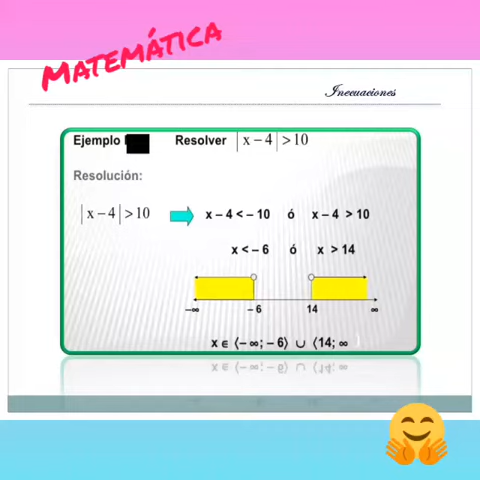 MATEMÁTICA
Inecuaciones
Ejemplo Resolver |x – 4| > 10
Resolución:
|x – 4| > 10 x – 4 < – 10 ó x – 4 > 10
x < – 6 ó x > 14
–∞ – 6 14 ∞
x ∈ ⟨– ∞; – 6⟩ ∪ ⟨14; ∞